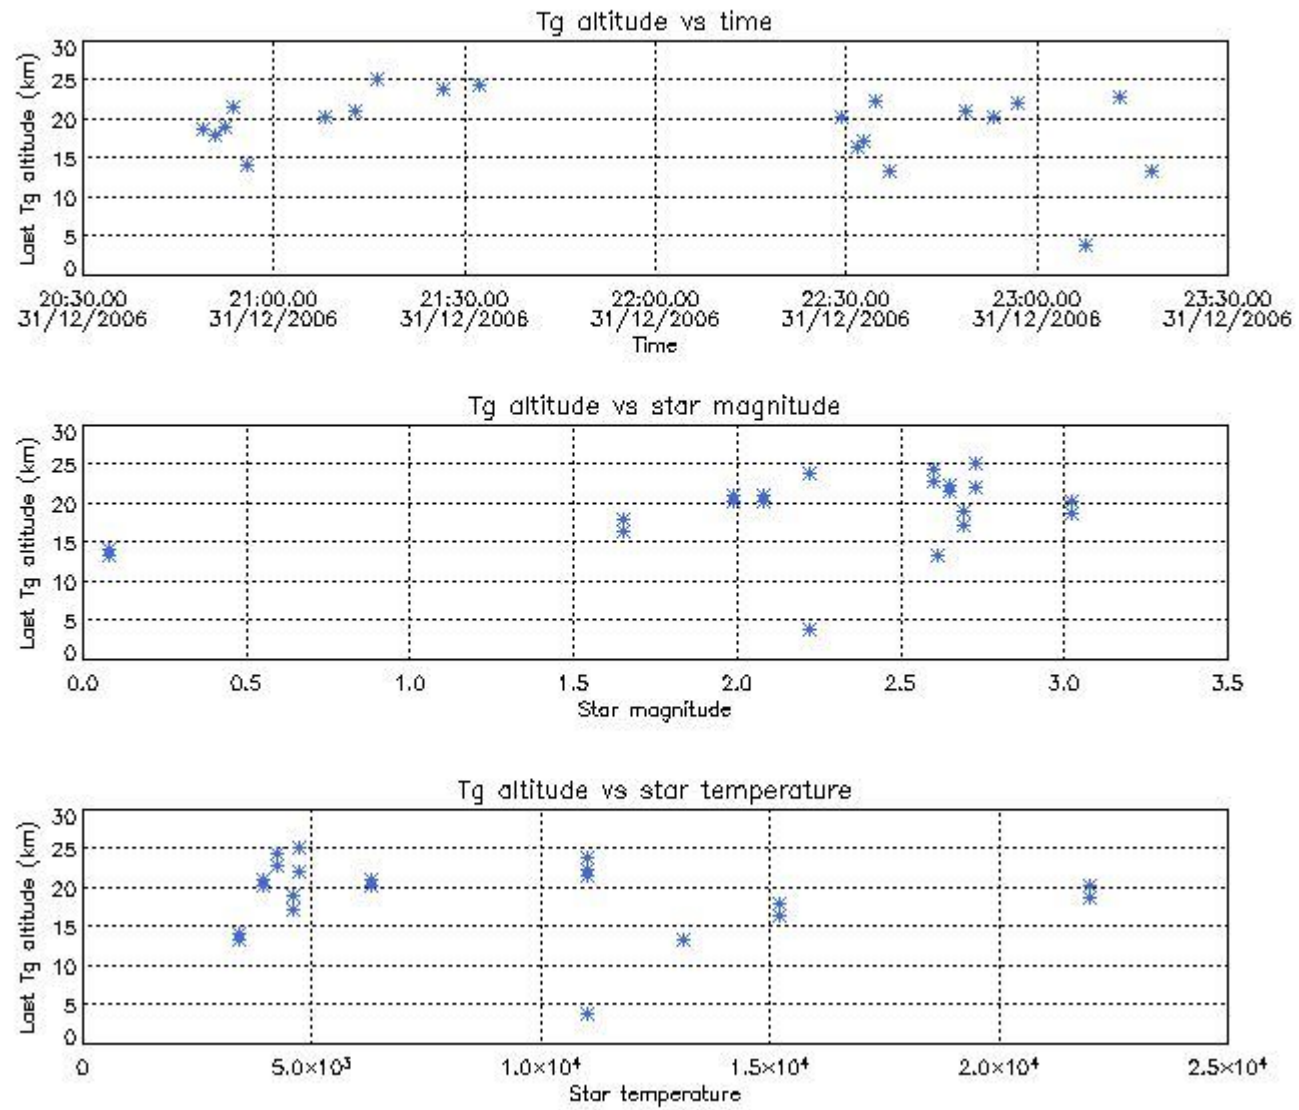 Tg altitude vs time
Last Tg altitude (km)
30
25
20
15
10
5
0
20:30.00 21:00.00 21:30.00 22:00.00 22:30.00 23:00.00 23:30.00
31/12/2006 31/12/2006 31/12/2006 31/12/2006 31/12/2006 31/12/2006 31/12/2006
Time
Tg altitude vs star magnitude
Last Tg altitude (km)
30
25
20
15
10
5
0
0.0 0.5 1.0 1.5 2.0 2.5 3.0 3.5
Star magnitude
Tg altitude vs star temperature
Last Tg altitude (km)
30
25
20
15
10
5
0
0 5.0×10³ 1.0×10⁴ 1.5×10⁴ 2.0×10⁴ 2.5×10⁴
Star temperature